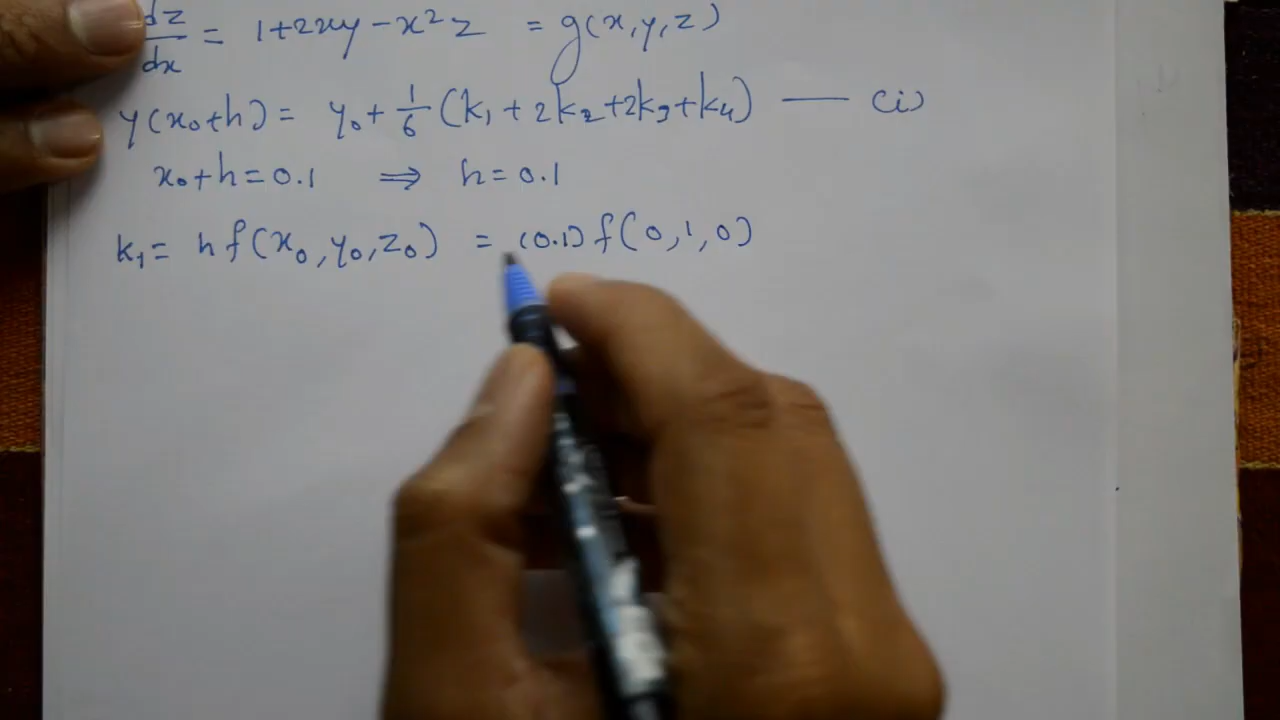 dz/dx = 1+2xy-x²z = g(x,y,z)
y(x₀+h) = y₀ + 1/6 (k₁ + 2k₂ +2k₃ +k₄) — (i)
x₀+h = 0.1 ⇒ h = 0.1
k₁ = hf(x₀, y₀, z₀) = (0.1) f(0, 1, 0)